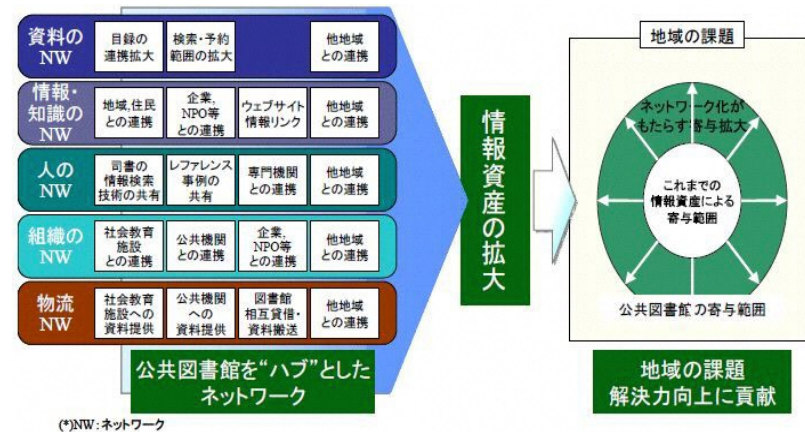 資料の
NW
目録の
連携拡大
検索・予約
範囲の拡大
他地域
との連携
情報・
知識の
NW
地域,住民
との連携
企業,
NPO等
との連携
ウェブサイト
情報リンク
他地域
との連携
人の
NW
司書の
情報検索
技術の共有
レファレンス
事例の
共有
専門機関
との連携
他地域
との連携
組織の
NW
社会教育
施設
との連携
公共機関
との連携
企業,
NPO等
との連携
他地域
との連携
物流
NW
社会教育
施設への
資料提供
公共機関
への
資料提供
図書館
相互貸借・
資料搬送
他地域
との連携
公共図書館を“ハブ”とした
ネットワーク
(*)NW:ネットワーク
情報資産の拡大
地域の課題
ネットワーク化が
もたらす寄与拡大
これまでの
情報資産による
寄与範囲
公共図書館の寄与範囲
地域の課題
解決力向上に貢献